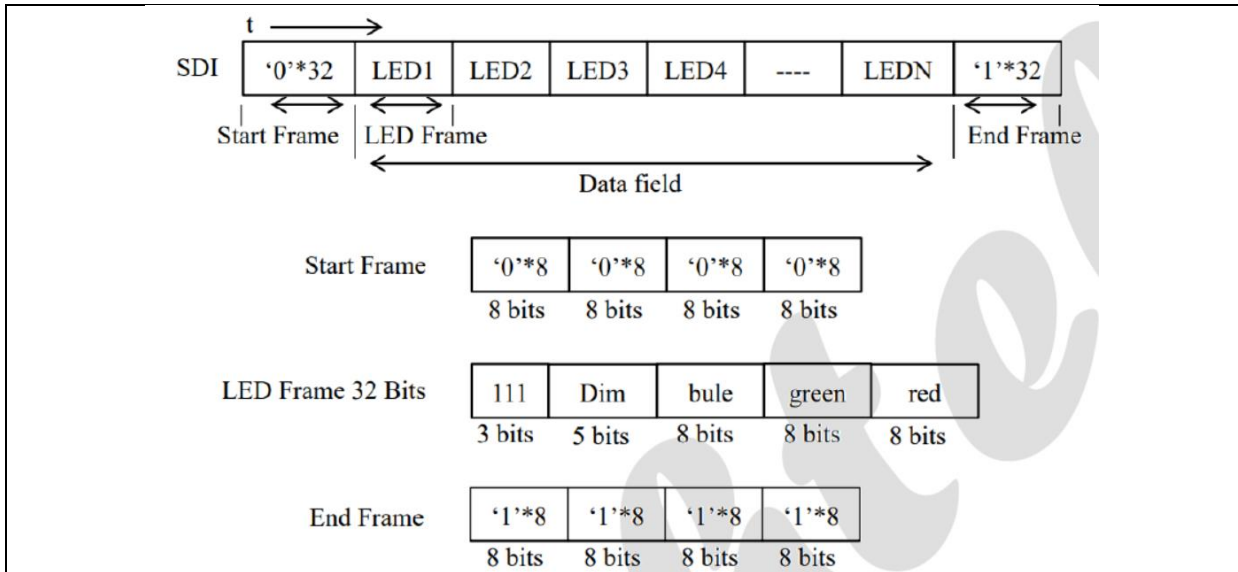 t
SDI ‘0’*32 LED1 LED2 LED3 LED4 ---- LEDN ‘1’*32
Start Frame LED Frame End Frame
Data field
Start Frame ‘0’*8 ‘0’*8 ‘0’*8 ‘0’*8
8 bits 8 bits 8 bits 8 bits
LED Frame 32 Bits 111 Dim bule green red
3 bits 5 bits 8 bits 8 bits 8 bits
End Frame ‘1’*8 ‘1’*8 ‘1’*8 ‘1’*8
8 bits 8 bits 8 bits 8 bits